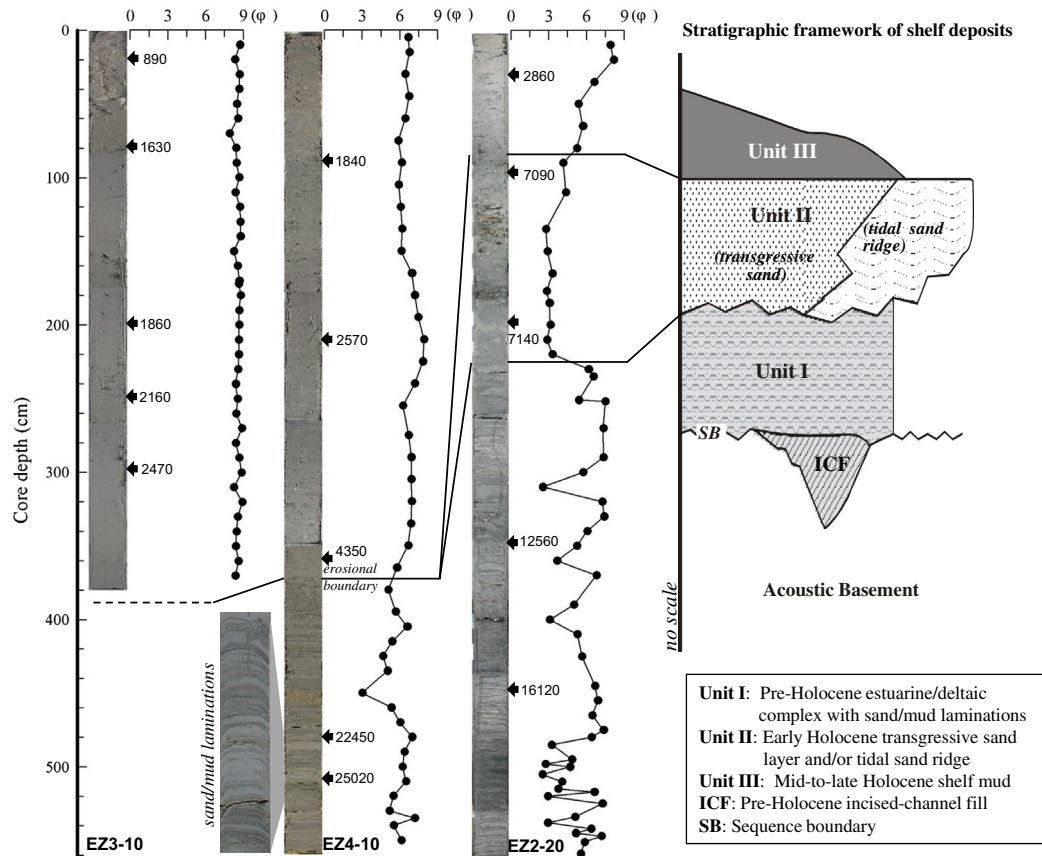 0 3 6 9 (φ ) 0 3 6 9 (φ ) 0 3 6 9 (φ )
Stratigraphic framework of shelf deposits
Core depth (cm)
0
100
200
300
400
500
890
1630
1860
2160
2470
EZ3-10
sand/mud laminations
1840
2570
4350
erosional
boundary
22450
25020
EZ4-10
2860
7090
7140
12560
16120
EZ2-20
no scale
Unit III
Unit II
(transgressive
sand)
(tidal sand
ridge)
Unit I
SB
ICF
Acoustic Basement
Unit I: Pre-Holocene estuarine/deltaic
complex with sand/mud laminations
Unit II: Early Holocene transgressive sand
layer and/or tidal sand ridge
Unit III: Mid-to-late Holocene shelf mud
ICF: Pre-Holocene incised-channel fill
SB: Sequence boundary